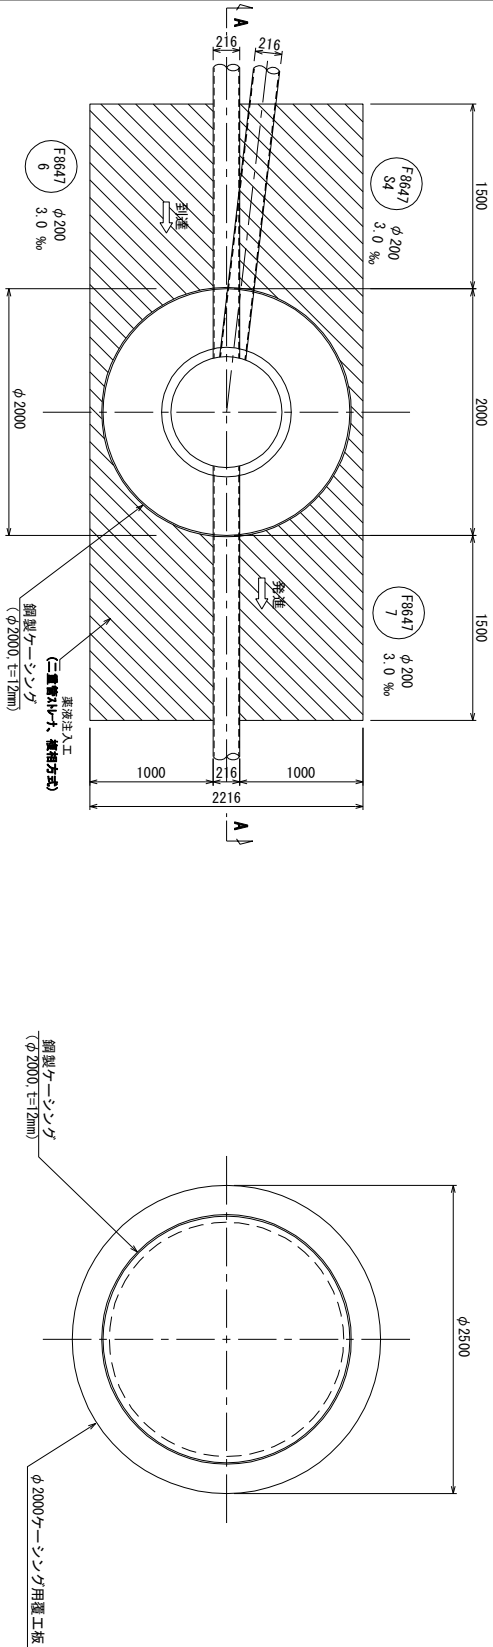 A
216
216
1500
2000
1500
F8647
S4
φ200
3.0 ‰
F8647
6
φ200
3.0 ‰
到達
発進
F8647
7
φ200
3.0 ‰
φ2000
鋼製ケーシング
(φ2000,t=12mm)
薬液注入工
(二重管ストレーナ、複相方式)
1000
216
1000
2216
A
鋼製ケーシング
(φ2000,t=12mm)
φ2500
φ2000ケーシング用覆工板